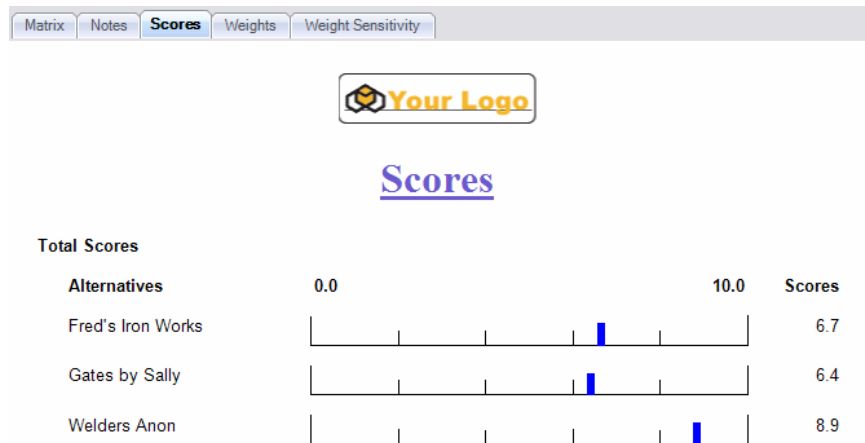 Matrix Notes Scores Weights Weight Sensitivity
Your Logo
Scores
Total Scores
Alternatives 0.0 10.0 Scores
Fred's Iron Works 6.7
Gates by Sally 6.4
Welders Anon 8.9